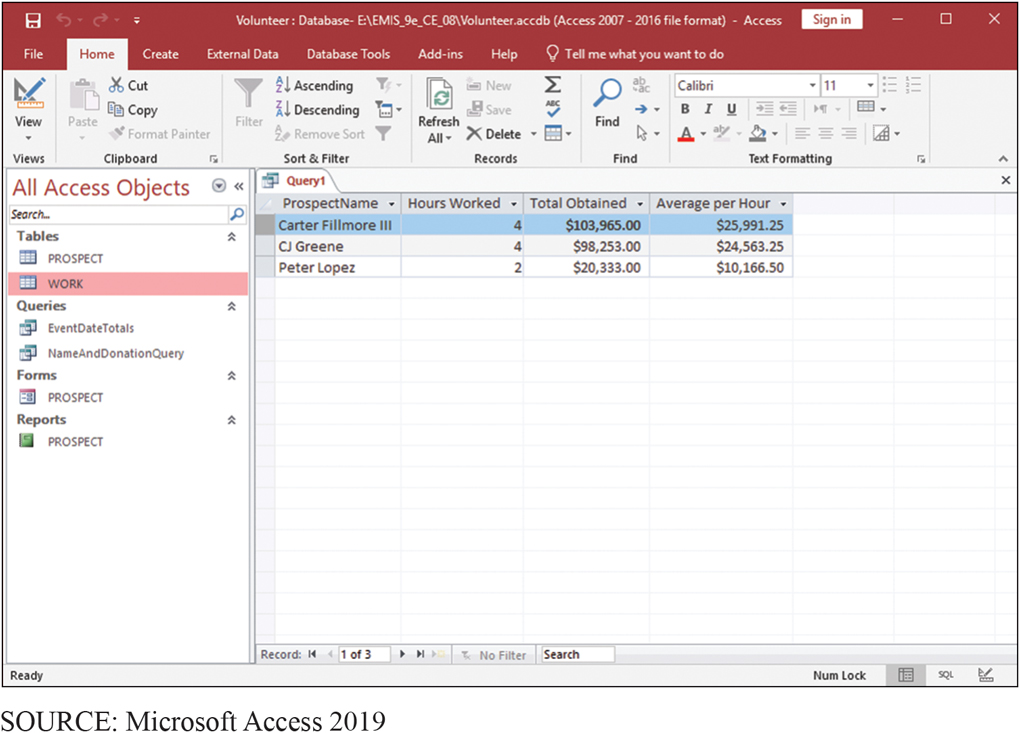 Volunteer : Database- E:\EMIS_9e_CE_08\Volunteer.accdb (Access 2007 - 2016 file format) - Access Sign in
File Home Create External Data Database Tools Add-ins Help Tell me what you want to do
View
Views
Paste
Cut
Copy
Format Painter
Clipboard
Filter
Ascending
Descending
Remove Sort
Sort & Filter
Refresh
All
New
Save
Delete
Records
Find
Find
Calibri 11
B I U
Text Formatting
All Access Objects
Search...
Tables
PROSPECT
WORK
Queries
EventDateTotals
NameAndDonationQuery
Forms
PROSPECT
Reports
PROSPECT
Query1
ProspectName Hours Worked Total Obtained Average per Hour
Carter Fillmore III 4 $103,965.00 $25,991.25
CJ Greene 4 $98,253.00 $24,563.25
Peter Lopez 2 $20,333.00 $10,166.50
Record: 1 of 3 No Filter Search
Ready Num Lock SQL
SOURCE: Microsoft Access 2019